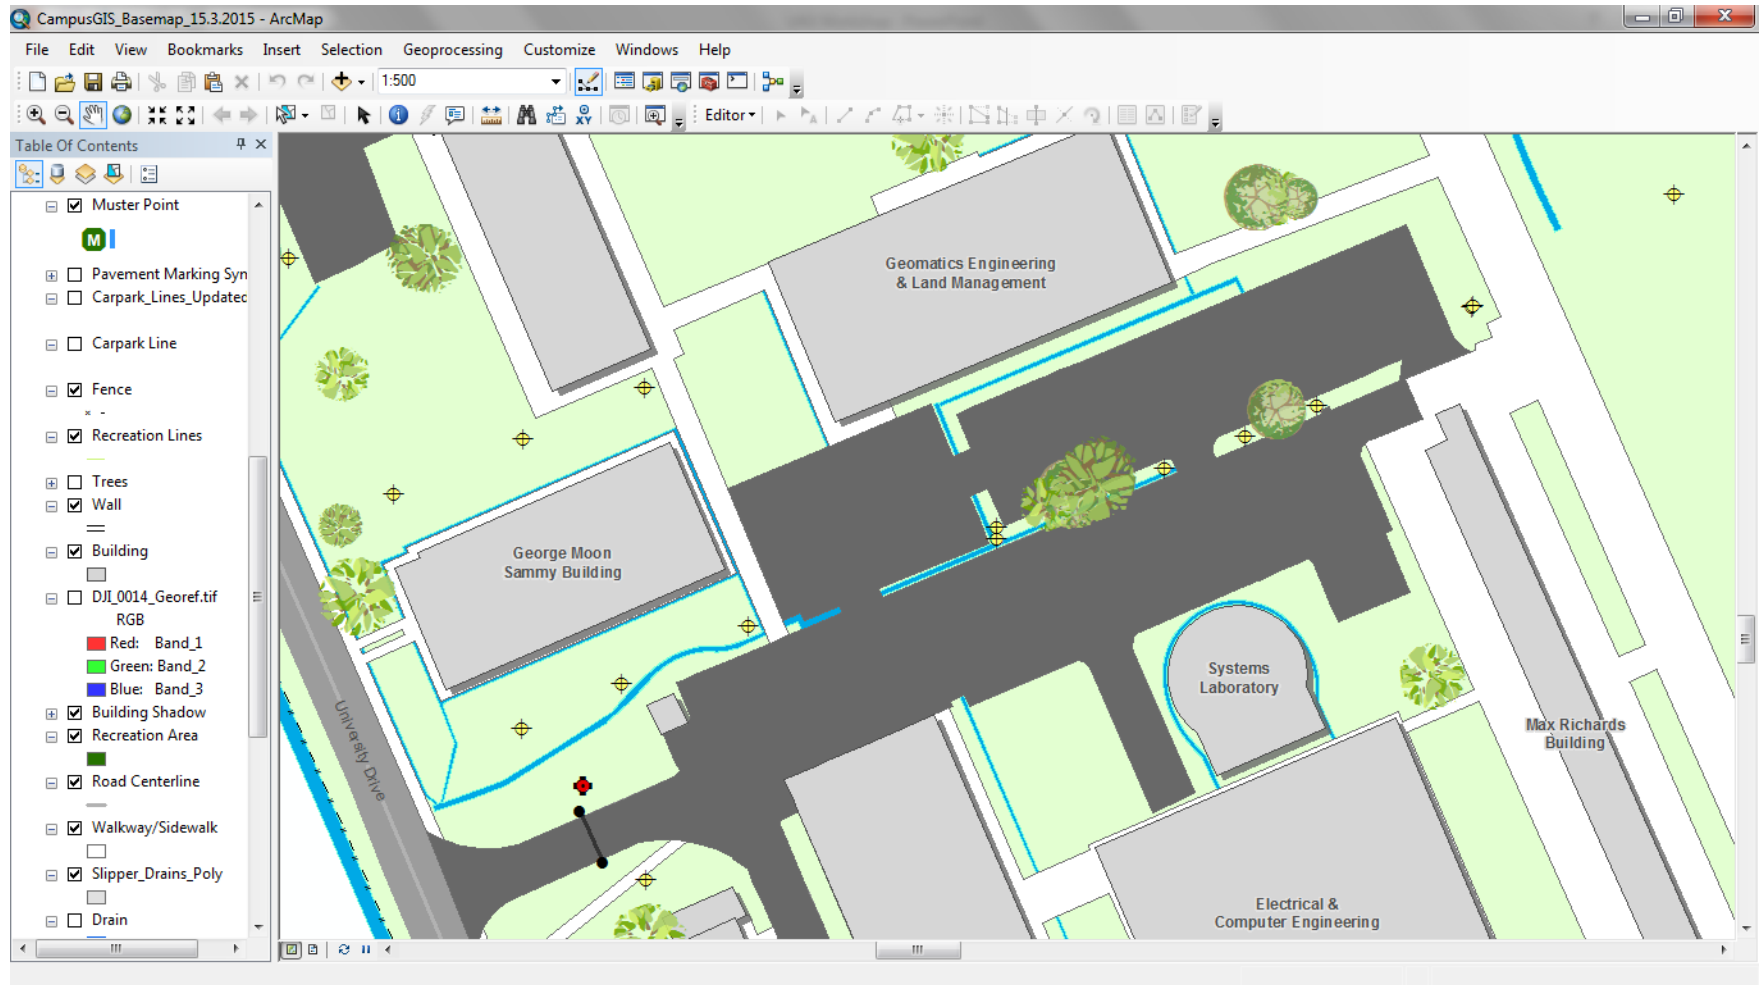 CampusGIS_Basemap_15.3.2015 - ArcMap
File Edit View Bookmarks Insert Selection Geoprocessing Customize Windows Help
1:500
Editor
Table Of Contents
Muster Point
M
Pavement Marking Syn
Carpark_Lines_Updated
Carpark Line
Fence
Recreation Lines
Trees
Wall
Building
DJI_0014_Georef.tif
RGB
Red: Band_1
Green: Band_2
Blue: Band_3
Building Shadow
Recreation Area
Road Centerline
Walkway/Sidewalk
Slipper_Drains_Poly
Drain
Geomatics Engineering
& Land Management
George Moon
Sammy Building
Systems
Laboratory
Max Richards
Building
University Drive
Electrical &
Computer Engineering